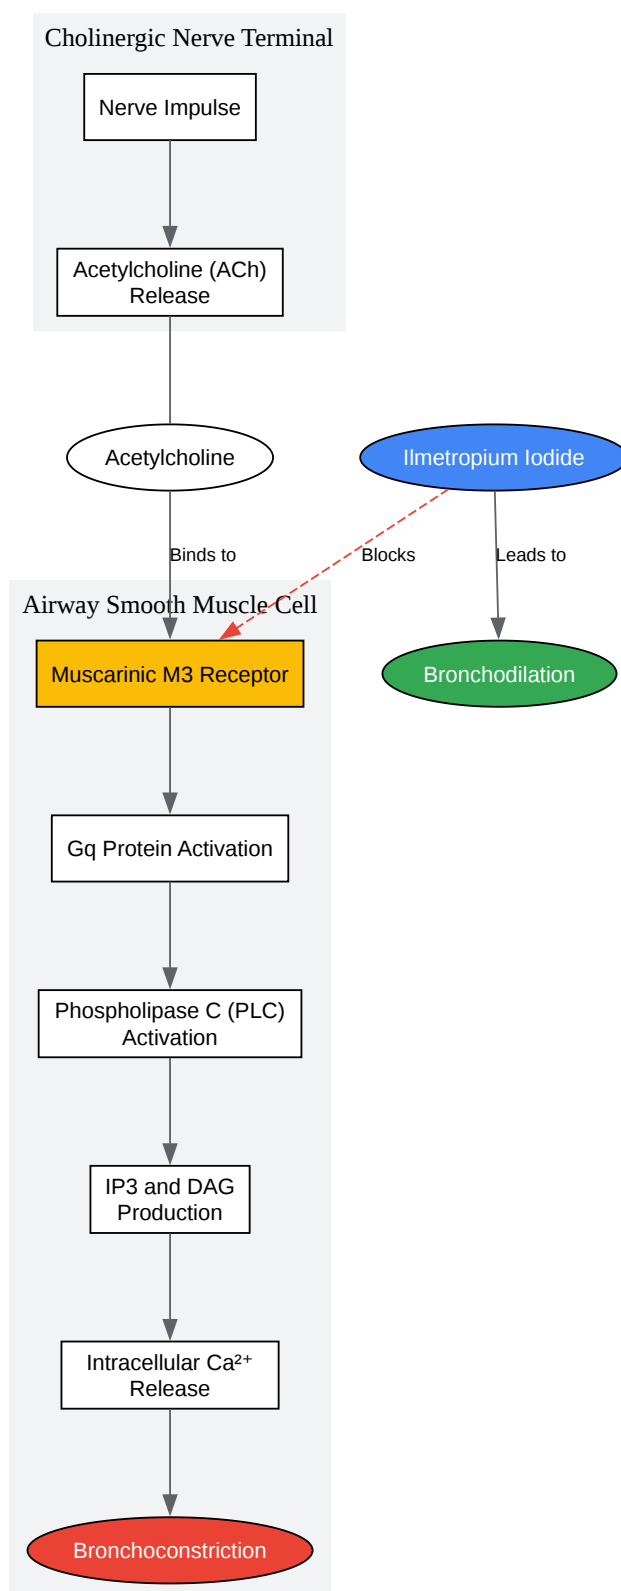 Cholinergic Nerve Terminal
Nerve Impulse
Acetylcholine (ACh)
Release
Acetylcholine
Ilmetropium Iodide
Binds to
Blocks
Leads to
Airway Smooth Muscle Cell
Muscarinic M3 Receptor
Bronchodilation
Gq Protein Activation
Phospholipase C (PLC)
Activation
IP3 and DAG
Production
Intracellular Ca²⁺
Release
Bronchoconstriction